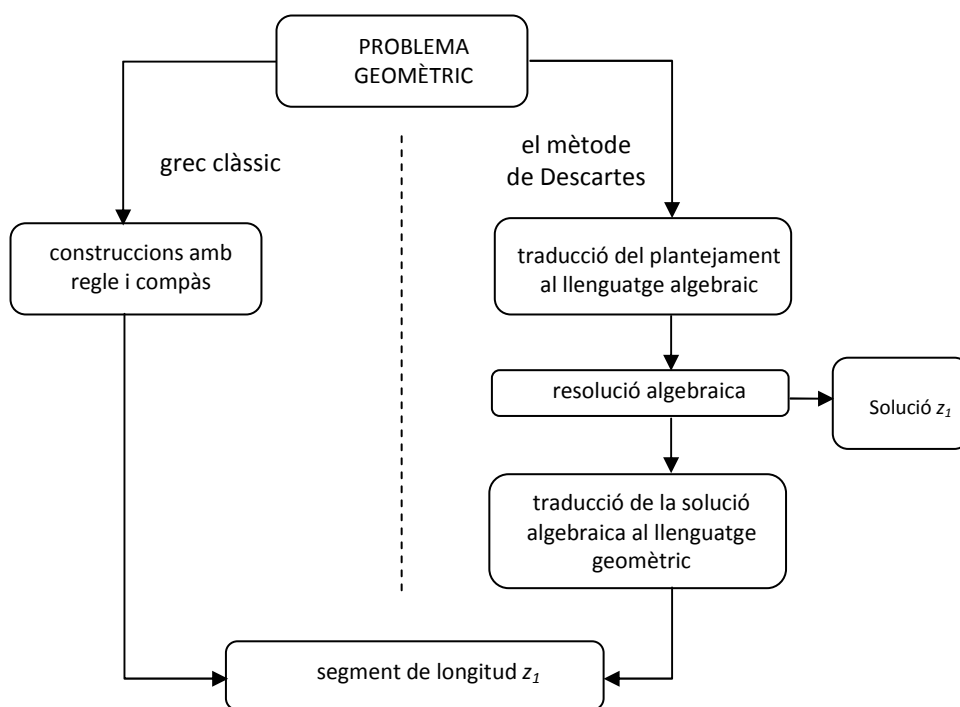 PROBLEMA
GEOMÈTRIC
grec clàssic
el mètode
de Descartes
construccions amb
regle i compàs
traducció del plantejament
al llenguatge algebraic
resolució algebraica
Solució z₁
traducció de la solució
algebraica al llenguatge
geomètric
segment de longitud z₁